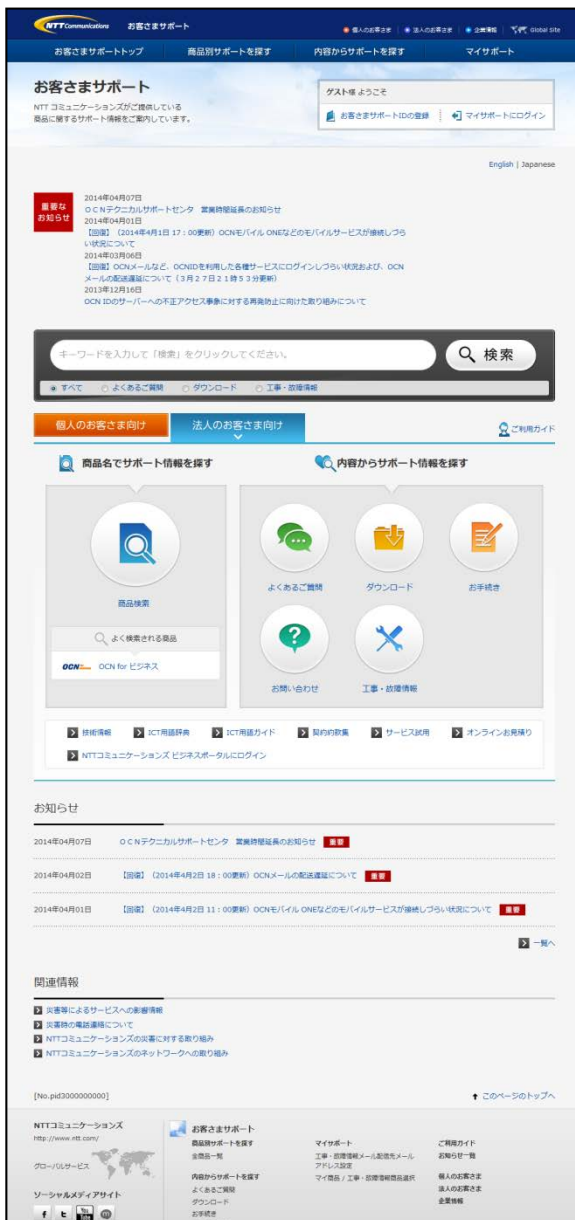 NTT Communications お客さまサポート
個人のお客さま 法人のお客さま 企業情報 Global Site
お客さまサポートトップ 商品別サポートを探す 内容からサポートを探す マイサポート
お客さまサポート
NTT コミュニケーションズがご提供している
商品に関するサポート情報をご案内しています。
ゲスト様 ようこそ
お客さまサポートIDの登録 マイサポートにログイン
English | Japanese
重要な
お知らせ
2014年04月07日
OCNテクニカルサポートセンタ 営業時間延長のお知らせ
2014年04月01日
【回復】(2014年4月1日 17:00更新) OCNモバイル ONEなどのモバイルサービスが接続しづら
い状況について
2014年03月06日
【回復】OCNメールなど、OCNIDを利用した各種サービスにログインしづらい状況および、OCN
メールの配送遅延について (3月27日21時53分更新)
2013年12月16日
OCN IDのサーバーへの不正アクセス事象に対する再発防止に向けた取り組みについて
キーワードを入力して「検索」をクリックしてください。
検索
すべて よくあるご質問 ダウンロード 工事・故障情報
個人のお客さま向け 法人のお客さま向け
ご利用ガイド
商品名でサポート情報を探す 内容からサポート情報を探す
商品検索
よく検索される商品
OCN OCN for ビジネス
よくあるご質問 ダウンロード お手続き
お問い合わせ 工事・故障情報
技術情報 ICT用語辞典 ICT用語ガイド 契約約款集 サービス試用 オンラインお見積り
NTTコミュニケーションズ ビジネスポータルにログイン
お知らせ
2014年04月07日 OCNテクニカルサポートセンタ 営業時間延長のお知らせ 重要
2014年04月02日 【回復】(2014年4月2日 18:00更新) OCNメールの配送遅延について 重要
2014年04月01日 【回復】(2014年4月2日 11:00更新) OCNモバイル ONEなどのモバイルサービスが接続しづらい状況について 重要
一覧へ
関連情報
災害等によるサービスへの影響情報
災害時の電話連絡について
NTTコミュニケーションズの災害に対する取り組み
NTTコミュニケーションズのネットワークへの取り組み
[No.pid3000000000]
このページのトップへ
NTTコミュニケーションズ
http://www.ntt.com/
グローバルサービス
ソーシャルメディアサイト
お客さまサポート
商品別サポートを探す
全商品一覧
内容からサポートを探す
よくあるご質問
ダウンロード
お手続き
マイサポート
工事・故障情報メール配信先メール
アドレス設定
マイ商品 / 工事・故障情報商品選択
ご利用ガイド
お知らせ一覧
個人のお客さま
法人のお客さま
企業情報